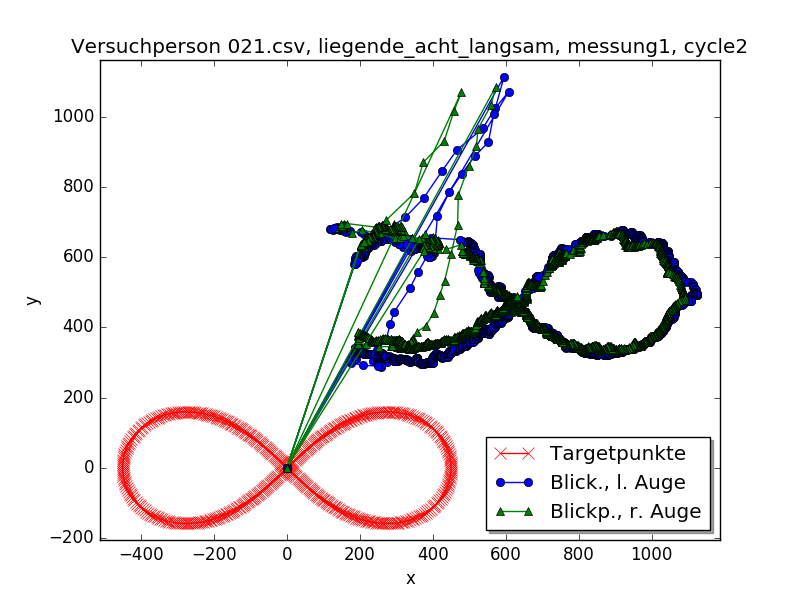 Versuchperson 021.csv, liegende_acht_langsam, messung1, cycle2
1000
800
600
400
200
0
−200
y
−400
−200
0
200
400
600
800
1000
x
Targetpunkte
Blick., l. Auge
Blickp., r. Auge